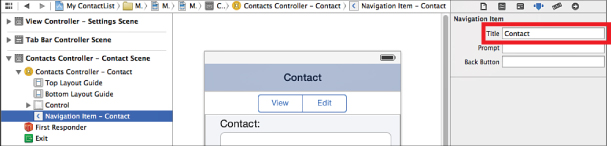 My ContactList
M...
M...
C...
Contacts Controller – Contact
Navigation Item – Contact
View Controller – Settings Scene
Tab Bar Controller Scene
Contacts Controller – Contact Scene
Contacts Controller – Contact
Top Layout Guide
Bottom Layout Guide
Control
Navigation Item – Contact
First Responder
Exit
Contact
View
Edit
Contact:
Navigation Item
Title Contact
Prompt
Back Button